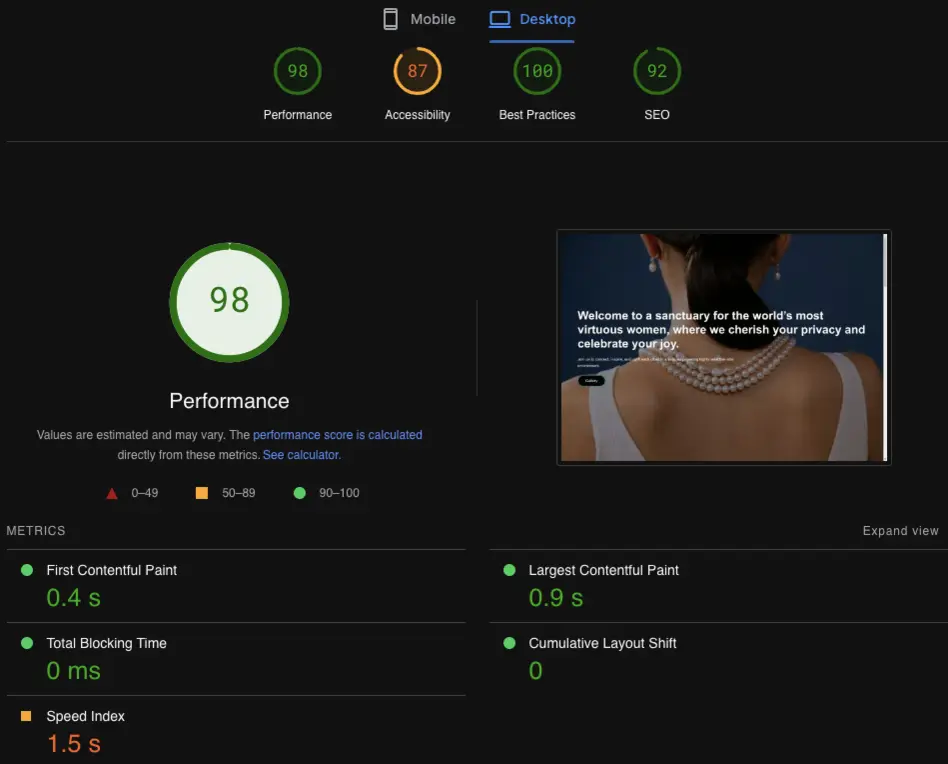 Mobile
Desktop
98
87
100
92
Performance
Accessibility
Best Practices
SEO
98
Performance
Values are estimated and may vary. The performance score is calculated
directly from these metrics. See calculator.
0–49
50–89
90–100
Welcome to a sanctuary for the world's most
virtuous women, where we cherish your privacy and
celebrate your joy.
Gallery
METRICS
Expand view
First Contentful Paint
0.4 s
Largest Contentful Paint
0.9 s
Total Blocking Time
0 ms
Cumulative Layout Shift
0
Speed Index
1.5 s